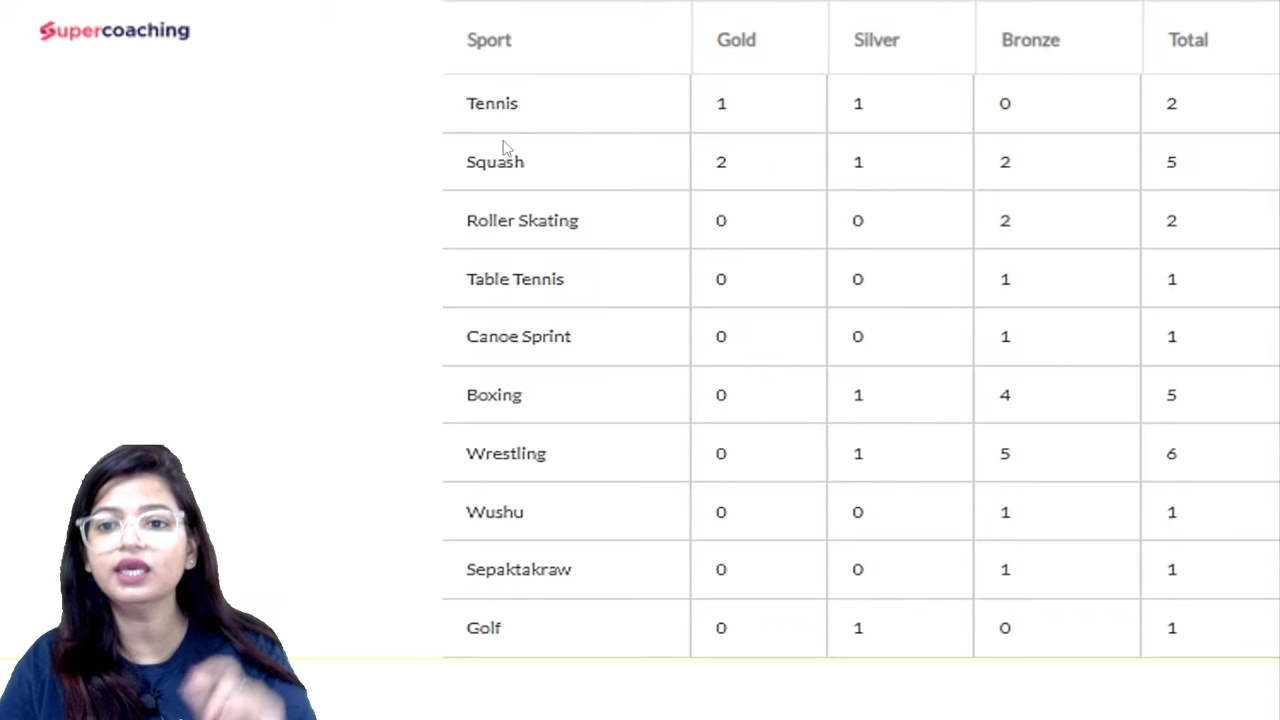 Supercoaching
Sport Gold Silver Bronze Total
Tennis 1 1 0 2
Squash 2 1 2 5
Roller Skating 0 0 2 2
Table Tennis 0 0 1 1
Canoe Sprint 0 0 1 1
Boxing 0 1 4 5
Wrestling 0 1 5 6
Wushu 0 0 1 1
Sepaktakraw 0 0 1 1
Golf 0 1 0 1